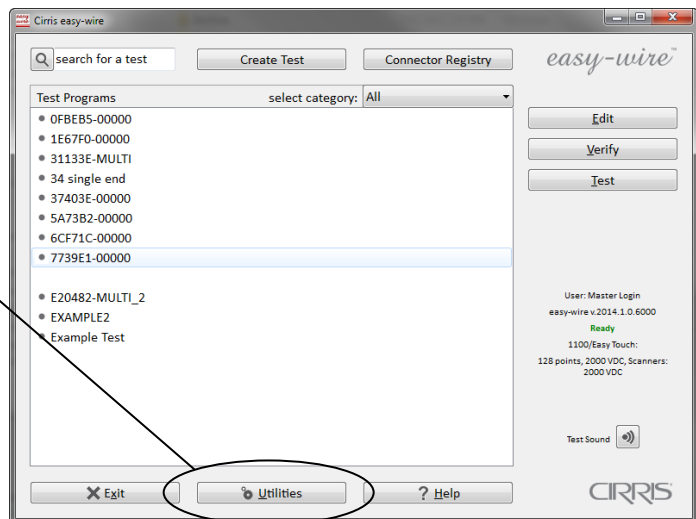 Cirris easy-wire
search for a test
Create Test
Connector Registry
easy-wire™
Test Programs
select category: All
0FBEB5-00000
1E67F0-00000
31133E-MULTI
34 single end
37403E-00000
5A73B2-00000
6CF71C-00000
7739E1-00000
E20482-MULTI_2
EXAMPLE2
Example Test
Edit
Verify
Test
User: Master Login
easy-wire v.2014.1.0.6000
Ready
1100/Easy Touch:
128 points, 2000 VDC, Scanners:
2000 VDC
Test Sound
Exit
Utilities
? Help
CIRRIS